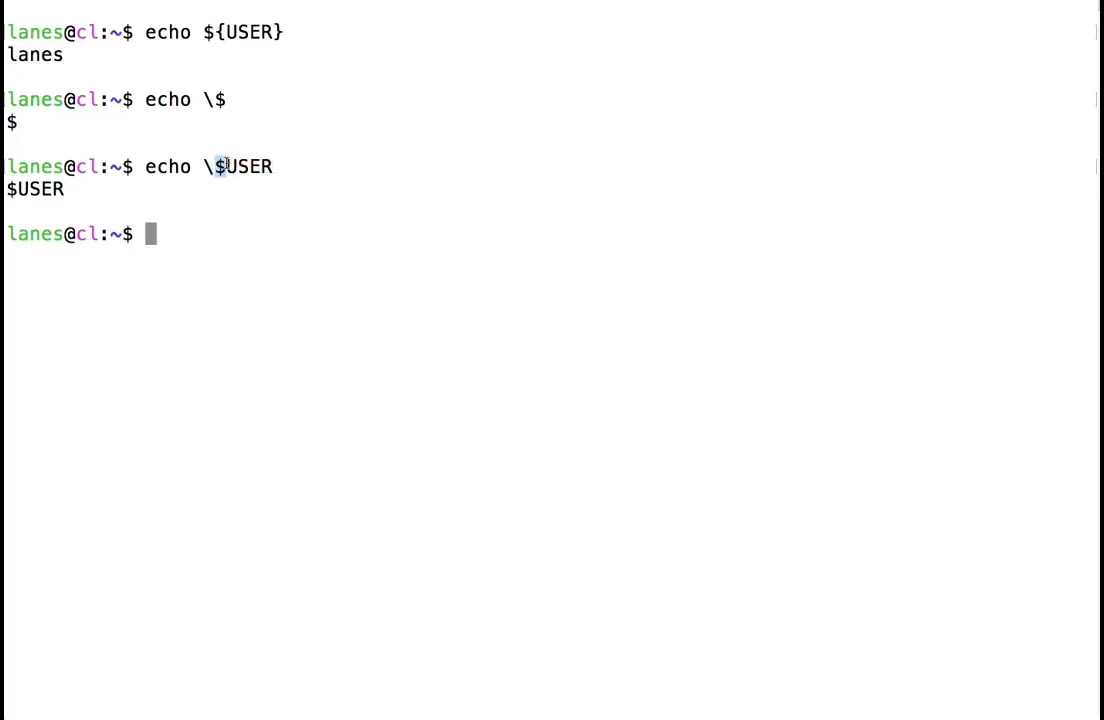 lanes@cl:~$ echo ${USER}
lanes
lanes@cl:~$ echo \$
$
lanes@cl:~$ echo \$USER
$USER
lanes@cl:~$